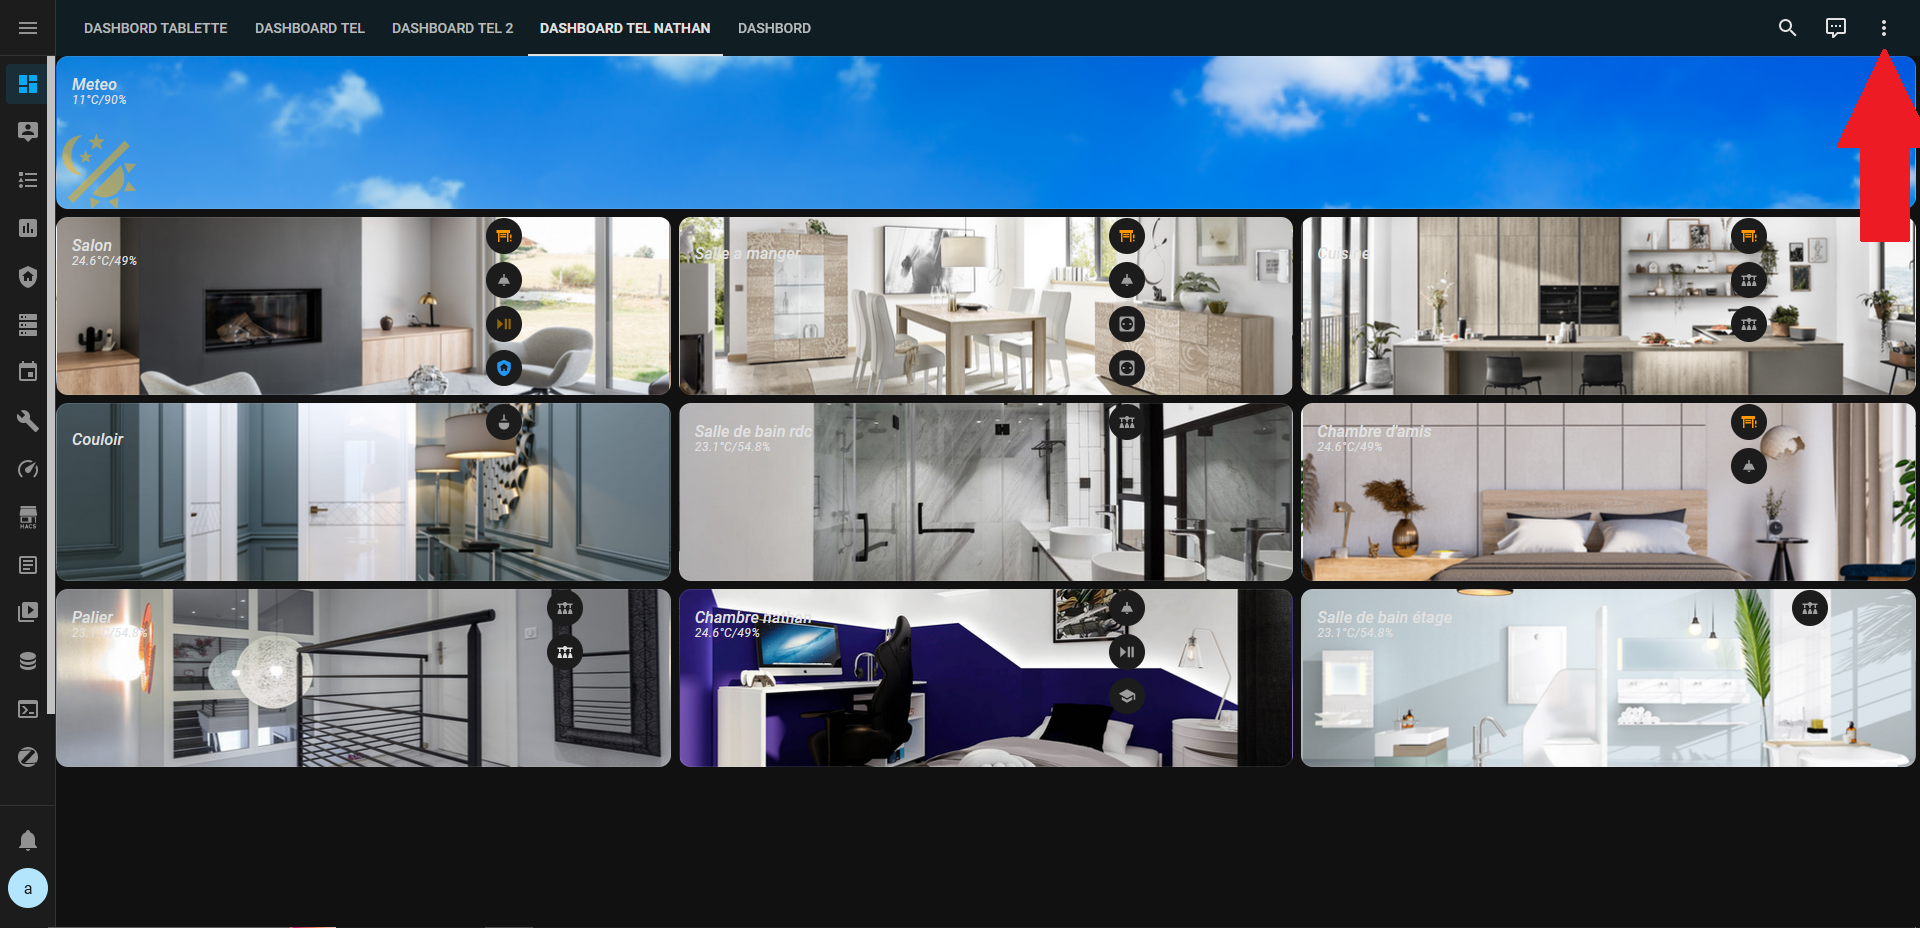 DASHBORD TABLETTE
DASHBOARD TEL
DASHBOARD TEL 2
DASHBOARD TEL NATHAN
DASHBORD
Meteo
11°C/90%
Salon
24.6°C/49%
Salle a manger
Cuisine
Couloir
Salle de bain rdc
23.1°C/54.8%
Chambre d'amis
24.6°C/49%
HACS
Palier
23.1°C/54.8%
Chambre nathan
24.6°C/49%
Salle de bain étage
23.1°C/54.8%
a